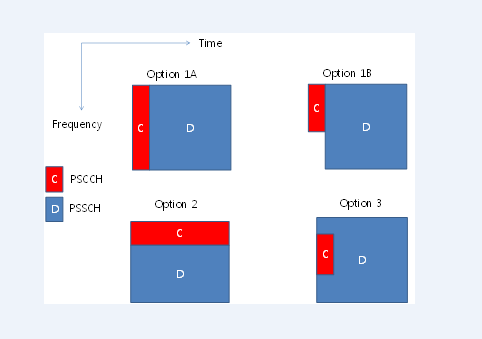 Time
Option 1A
Option 1B
C
D
C
D
Frequency
C PSCCH
D PSSCH
Option 2
Option 3
C
D
C
D